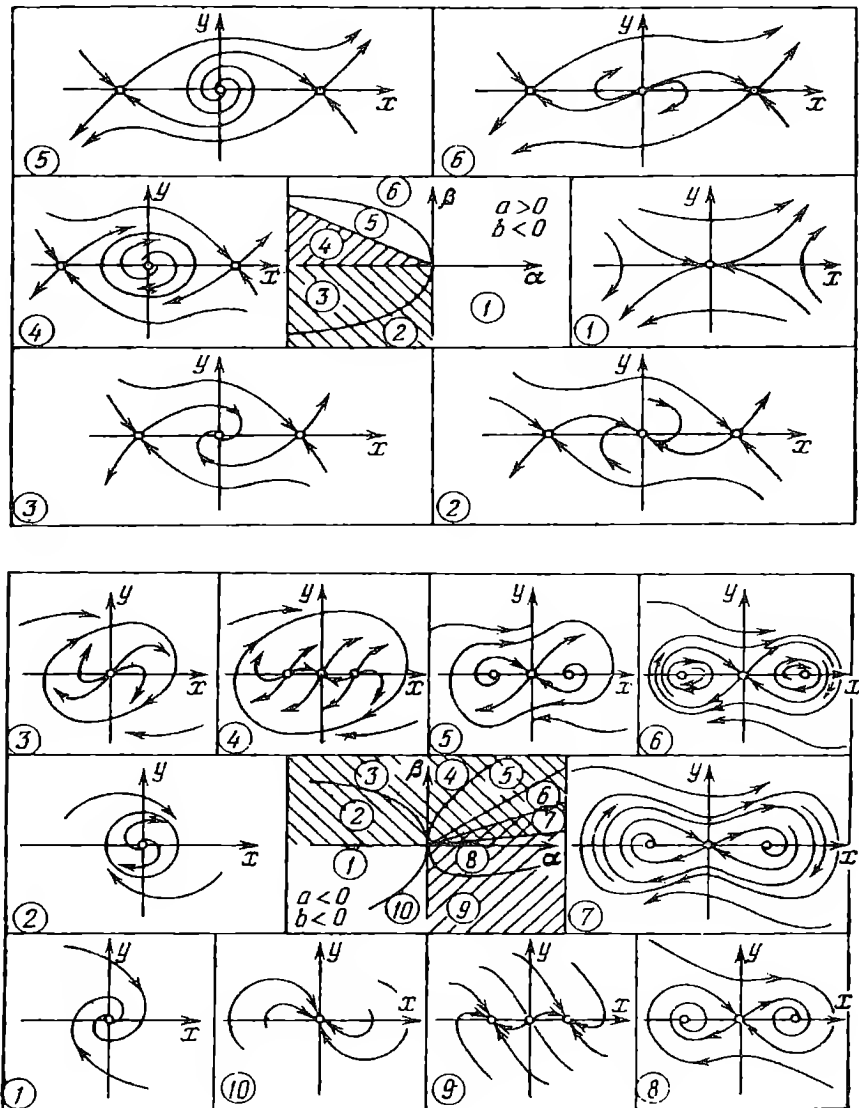 y y
x x
5 6
y 6 β a>0 y
5 b<0
4
x α x
3
4 2 1 1
y y
x x
3 2
y y y y
x x x x
3 4 5 6
y 3 β 4 5 y
2 6
7
x 1 8 α x
a<0
2 b<0 10 9 7
y y y y
x x x x
1 10 9 8